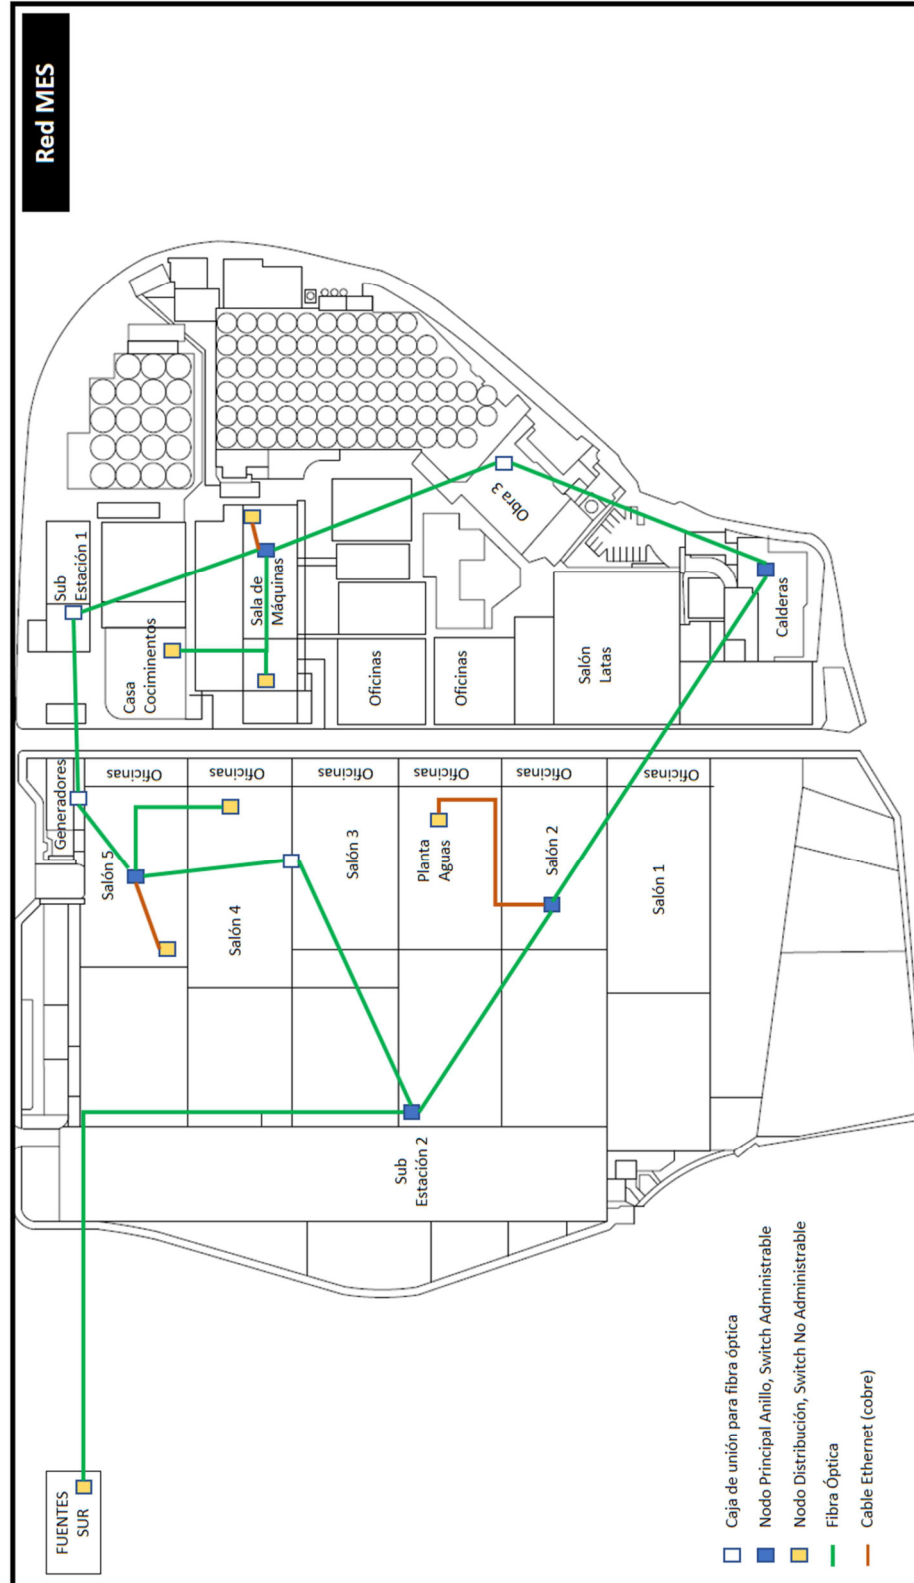 Red MES
Sub
Estación 1
Casa
Cociminentos
Sala de
Máquinas
Obra 3
Oficinas
Oficinas
Salón
Latas
Calderas
Generadores
Oficinas
Oficinas
Oficinas
Oficinas
Oficinas
Oficinas
Salón 5
Salón 4
Salón 3
Planta
Aguas
Salón 2
Salón 1
Sub
Estación 2
FUENTES
SUR
Caja de unión para fibra óptica
Nodo Principal Anillo, Switch Administrable
Nodo Distribución, Switch No Administrable
Fibra Óptica
Cable Ethernet (cobre)